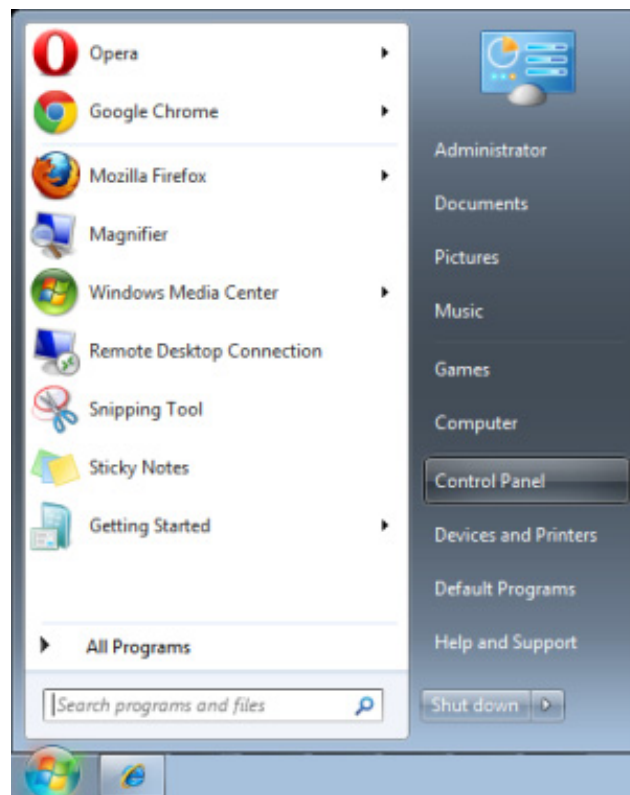 Opera
Google Chrome
Mozilla Firefox
Magnifier
Windows Media Center
Remote Desktop Connection
Snipping Tool
Sticky Notes
Getting Started
All Programs
Search programs and files
Administrator
Documents
Pictures
Music
Games
Computer
Control Panel
Devices and Printers
Default Programs
Help and Support
Shut down